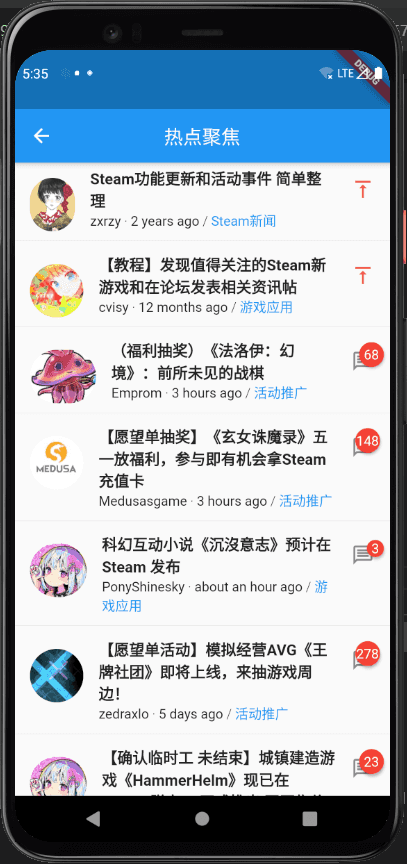 5:35
LTE
DEBUG
热点聚焦
Steam功能更新和活动事件 简单整
理
zxrzy · 2 years ago / Steam新闻
【教程】发现值得关注的Steam新
游戏和在论坛发表相关资讯帖
cvisy · 12 months ago / 游戏应用
（福利抽奖）《法洛伊：幻
境》：前所未见的战棋
68
Emprom · 3 hours ago / 活动推广
【愿望单抽奖】《玄女诛魔录》五
一放福利，参与即有机会拿Steam
充值卡
148
MEDUSA
Medusasgame · 3 hours ago / 活动推广
科幻互动小说《沉沒意志》预计在
Steam 发布
3
PonyShinesky · about an hour ago / 游
戏应用
【愿望单活动】模拟经营AVG《王
牌社团》即将上线，来抽游戏周
边！
278
zedraxlo · 5 days ago / 活动推广
【确认临时工 未结束】城镇建造游
戏《HammerHelm》现已在
23